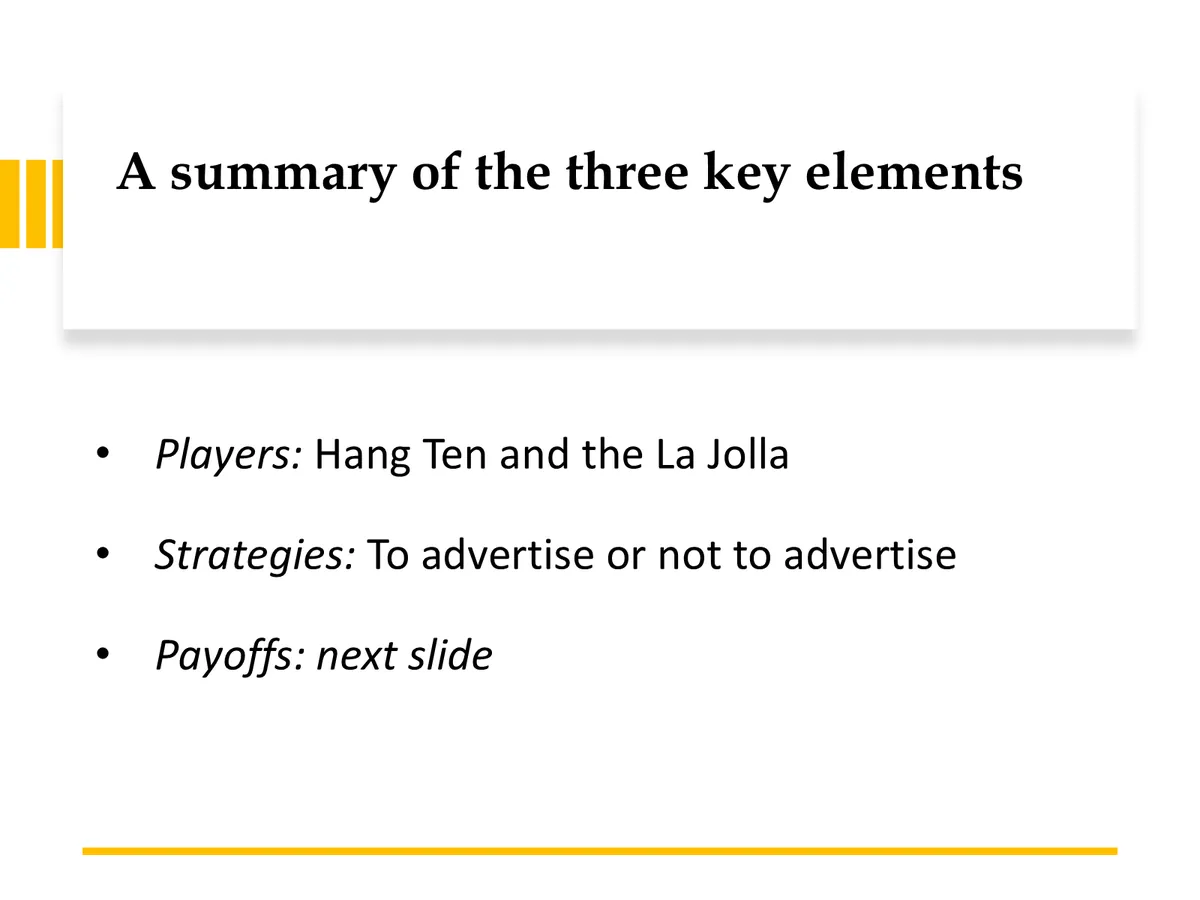 A summary of the three key elements
• Players: Hang Ten and the La Jolla
• Strategies: To advertise or not to advertise
• Payoffs: next slide